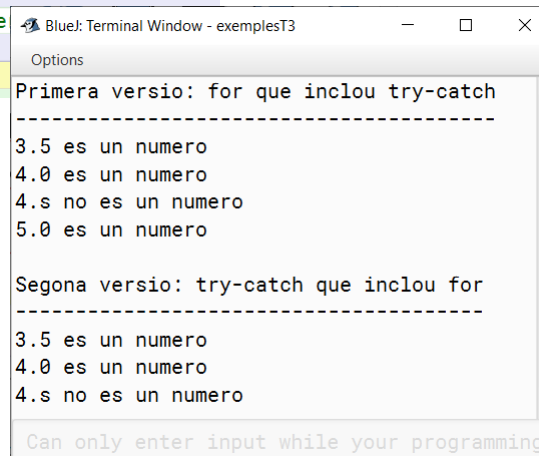 BlueJ: Terminal Window - exemplesT3
Options
Primera versio: for que inclou try-catch
----------------------------------------
3.5 es un numero
4.0 es un numero
4.s no es un numero
5.0 es un numero
Segona versio: try-catch que inclou for
---------------------------------------
3.5 es un numero
4.0 es un numero
4.s no es un numero
Can only enter input while your programming